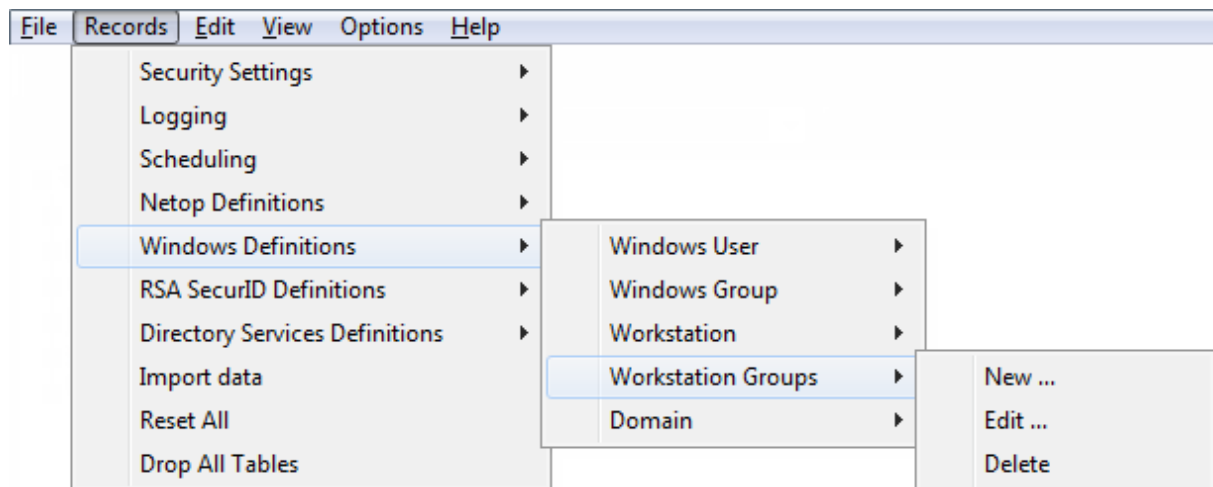 File Records Edit View Options Help
Security Settings
Logging
Scheduling
Netop Definitions
Windows Definitions
RSA SecurID Definitions
Directory Services Definitions
Import data
Reset All
Drop All Tables
Windows User
Windows Group
Workstation
Workstation Groups
Domain
New ...
Edit ...
Delete